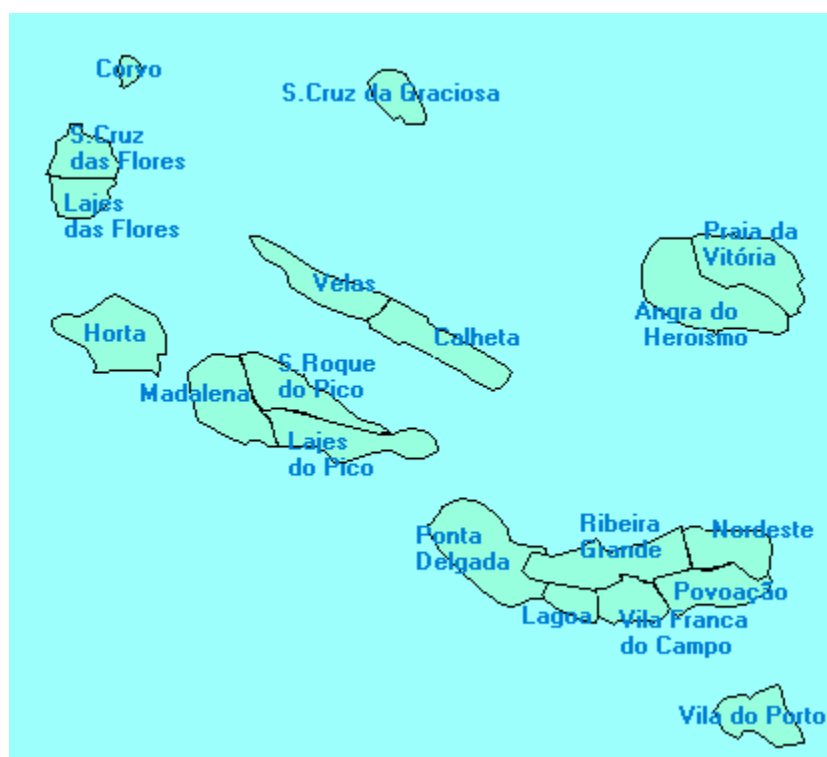 Corvo
S.Cruz da Graciosa
S.Cruz
das Flores
Lajes
das Flores
Praia da
Vitória
Velas
Angra do
Heroísmo
Horta
Calheta
S.Roque
do Pico
Madalena
Lajes
do Pico
Ponta
Delgada
Ribeira
Grande
Nordeste
Povoação
Lagoa
Vila Franca
do Campo
Vila do Porto